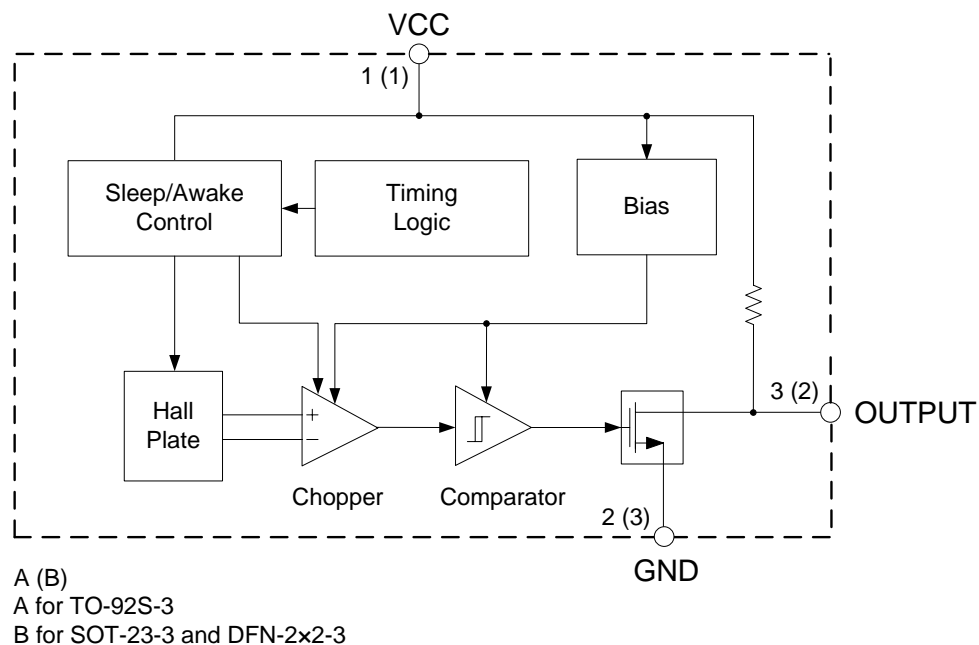 VCC
1 (1)
Sleep/Awake
Control
Timing
Logic
Bias
Hall
Plate
+
−
Chopper
Comparator
3 (2)
OUTPUT
2 (3)
GND
A (B)
A for TO-92S-3
B for SOT-23-3 and DFN-2×2-3